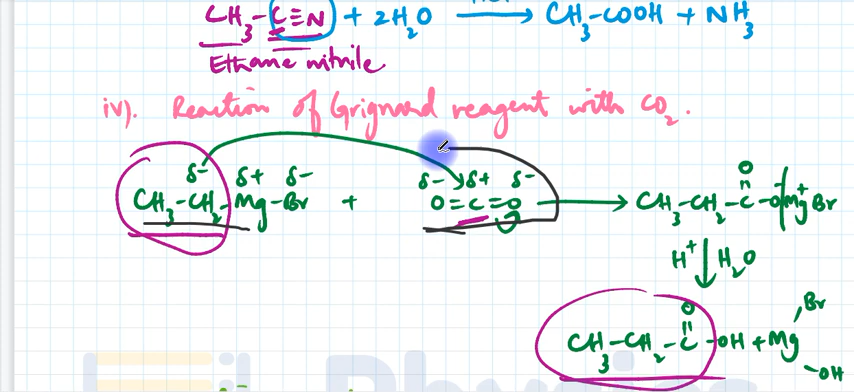 CH₃-C≡N + 2H₂O → CH₃-COOH + NH₃
Ethane nitrile
iv). Reaction of Grignard reagent with CO₂.
δ- δ+ δ- δ- δ+ δ- O
CH₃-CH₂-Mg-Br + O=C=O → CH₃-CH₂-C-OMgBr
+
H⁺ ↓ H₂O
O Br
CH₃-CH₂-C-OH + Mg
-OH